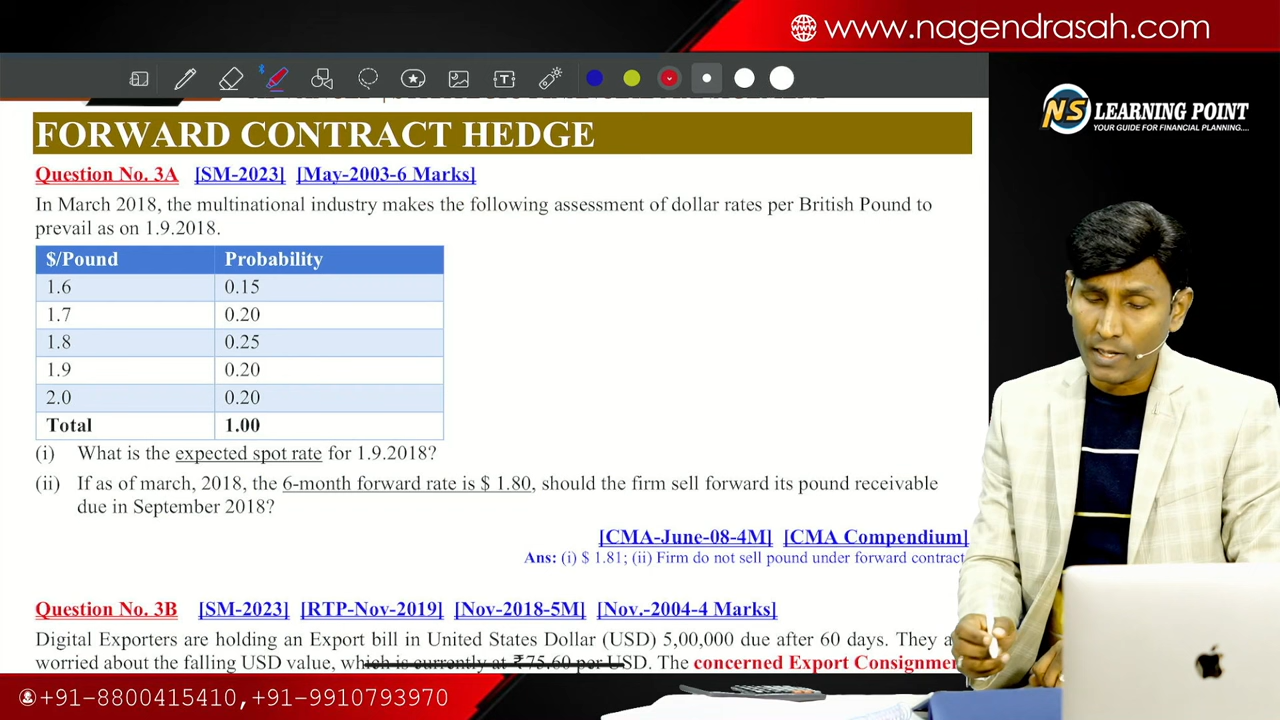 www.nagendrasah.com
NS LEARNING POINT
YOUR GUIDE FOR FINANCIAL PLANNING....
FORWARD CONTRACT HEDGE
Question No. 3A [SM-2023] [May-2003-6 Marks]
In March 2018, the multinational industry makes the following assessment of dollar rates per British Pound to
prevail as on 1.9.2018.
$/Pound Probability
1.6 0.15
1.7 0.20
1.8 0.25
1.9 0.20
2.0 0.20
Total 1.00
(i) What is the expected spot rate for 1.9.2018?
(ii) If as of march, 2018, the 6-month forward rate is $ 1.80, should the firm sell forward its pound receivable
due in September 2018?
[CMA-June-08-4M] [CMA Compendium]
Ans: (i) $ 1.81; (ii) Firm do not sell pound under forward contract.
Question No. 3B [SM-2023] [RTP-Nov-2019] [Nov-2018-5M] [Nov.-2004-4 Marks]
Digital Exporters are holding an Export bill in United States Dollar (USD) 5,00,000 due after 60 days. They
worried about the falling USD value, which is currently at ₹75.60 per USD. The concerned Export
+91-8800415410,+91-9910793970